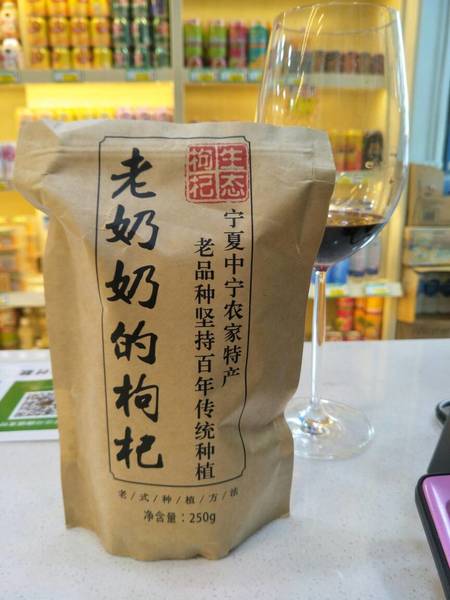 老奶奶的枸杞
生态
枸杞
宁夏中宁农家特产
老品种坚持百年传统种植
老/式/种/植/方/法
净含量：250g